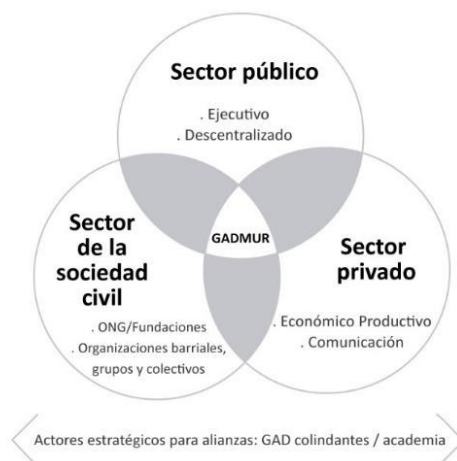 Sector público
. Ejecutivo
. Descentralizado
GADMUR
Sector
de la
sociedad
civil
. ONG/Fundaciones
. Organizaciones barriales,
grupos y colectivos
Sector
privado
. Económico Productivo
. Comunicación
Actores estratégicos para alianzas: GAD colindantes / academia